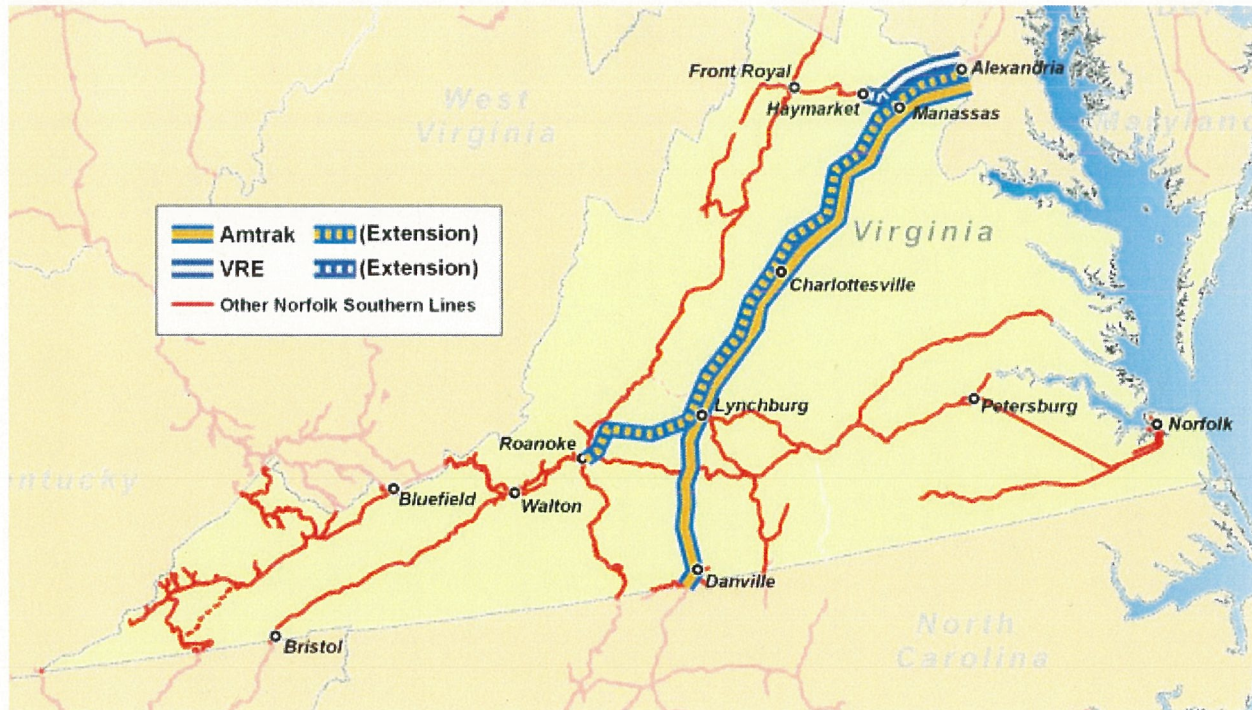 Front Royal
Alexandria
West
Virginia
Haymarket
Manassas
Maryland
Amtrak
(Extension)
VRE
(Extension)
Other Norfolk Southern Lines
Virginia
Charlottesville
Lynchburg
Petersburg
Norfolk
Roanoke
Bluefield
Walton
Danville
Bristol
North
Carolina